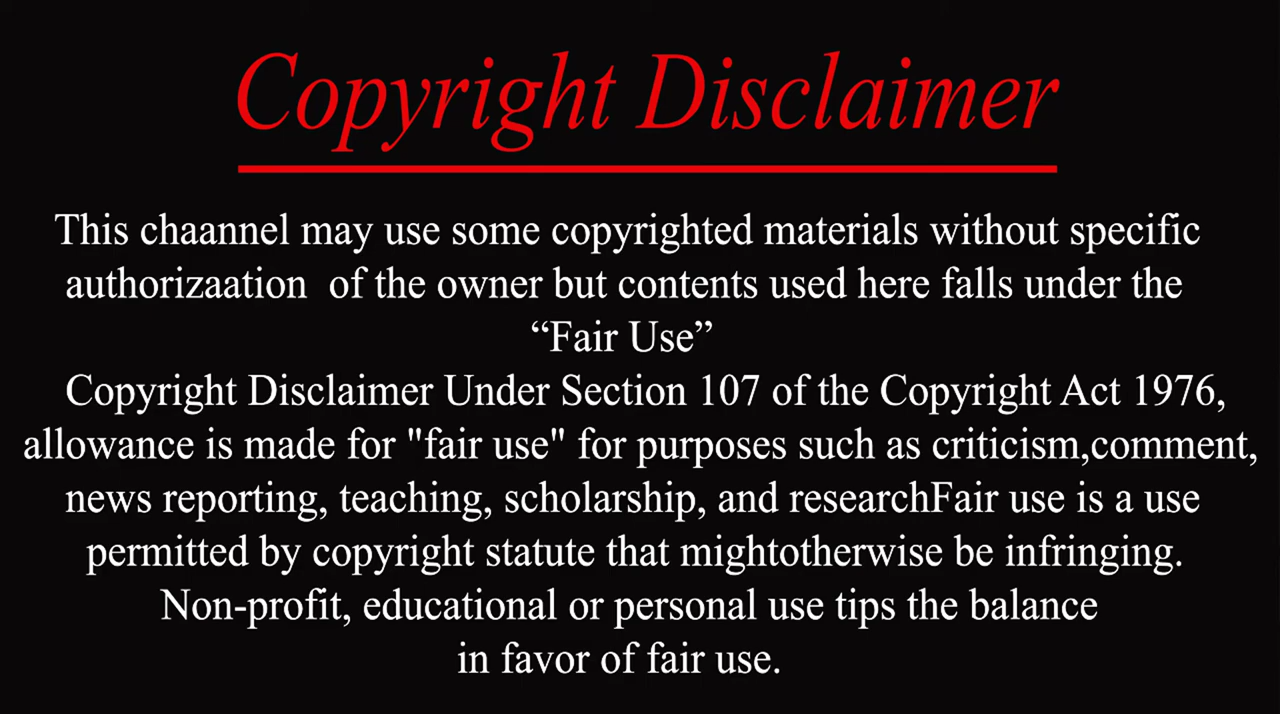 Copyright Disclaimer
This chaannel may use some copyrighted materials without specific
authorizaation of the owner but contents used here falls under the
“Fair Use”
Copyright Disclaimer Under Section 107 of the Copyright Act 1976,
allowance is made for "fair use" for purposes such as criticism,comment,
news reporting, teaching, scholarship, and researchFair use is a use
permitted by copyright statute that mightotherwise be infringing.
Non-profit, educational or personal use tips the balance
in favor of fair use.